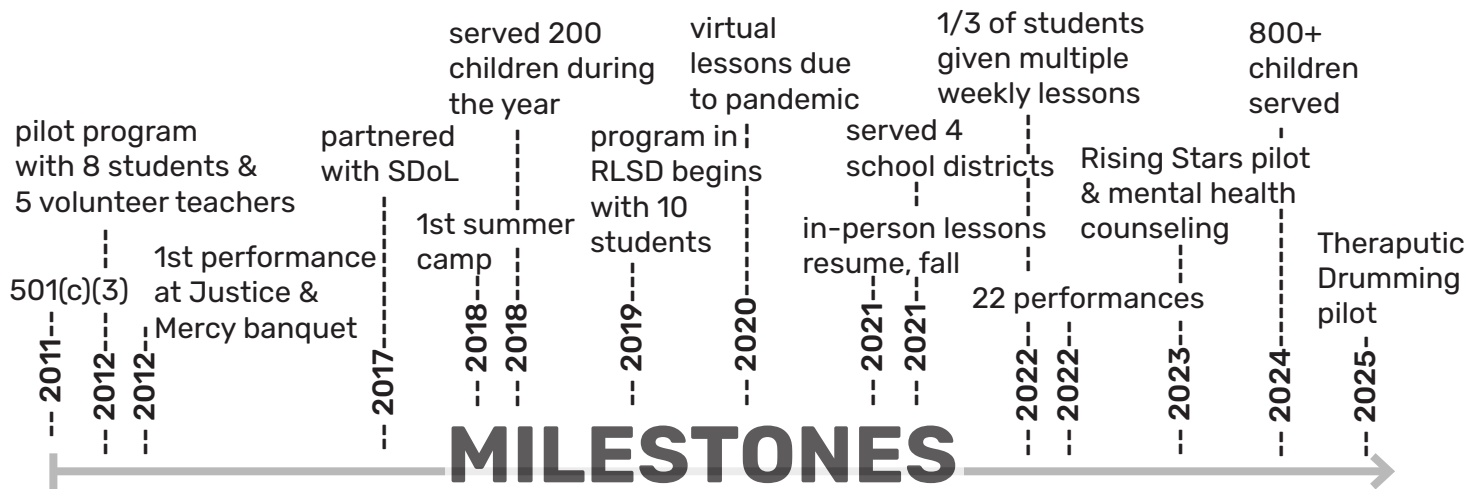 501(c)(3)
2011
pilot program
with 8 students &
5 volunteer teachers
2012
1st performance
at Justice &
Mercy banquet
2012
partnered
with SDoL
2017
1st summer
camp
2018
served 200
children during
the year
2018
program in
RLSD begins
with 10
students
2019
virtual
lessons due
to pandemic
2020
in-person lessons
resume, fall
2021
served 4
school districts
2021
1/3 of students
given multiple
weekly lessons
2022
22 performances
2022
Rising Stars pilot
& mental health
counseling
2023
800+
children
served
2024
Theraputic
Drumming
pilot
2025
MILESTONES